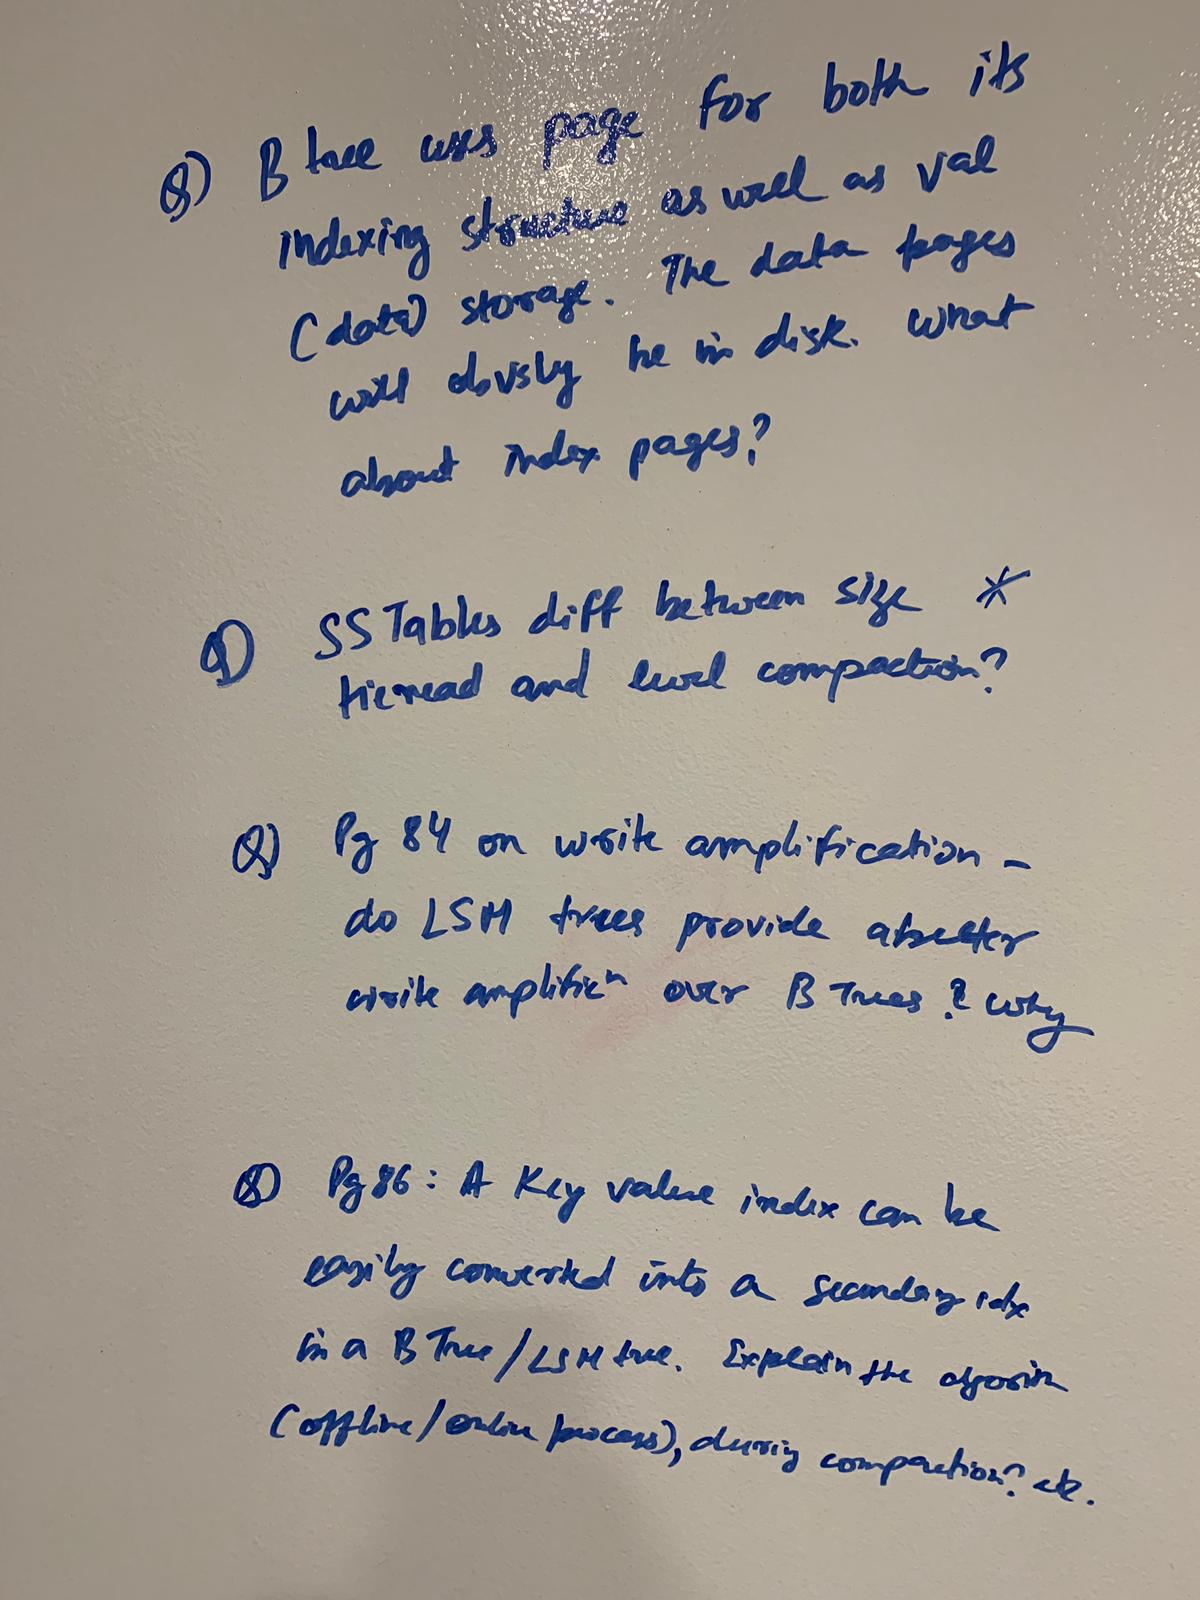 Q) B tree uses page for both its
indexing structure as well as val
(data) storage. The data pages
will obvsly be in disk. What
about index pages?
Q) SS Tables diff between size *
tieread and level compaction?
Q) Pg 84 on write amplification -
do LSM trees provide a better
write amplificn over B Trees? Why
Q) Pg 86: A Key value index can be
easily converted into a secondary idx
in a B Tree/LSM tree. Explain the algorithm
(offline/online process), during compaction? etc.